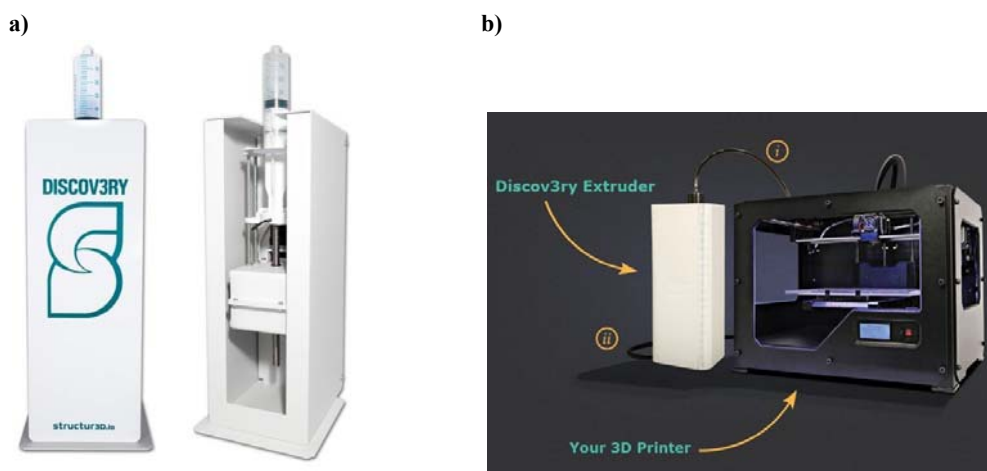 a)
b)
DISCOV3RY
structur3D.io
Discov3ry Extruder
i
ii
Your 3D Printer